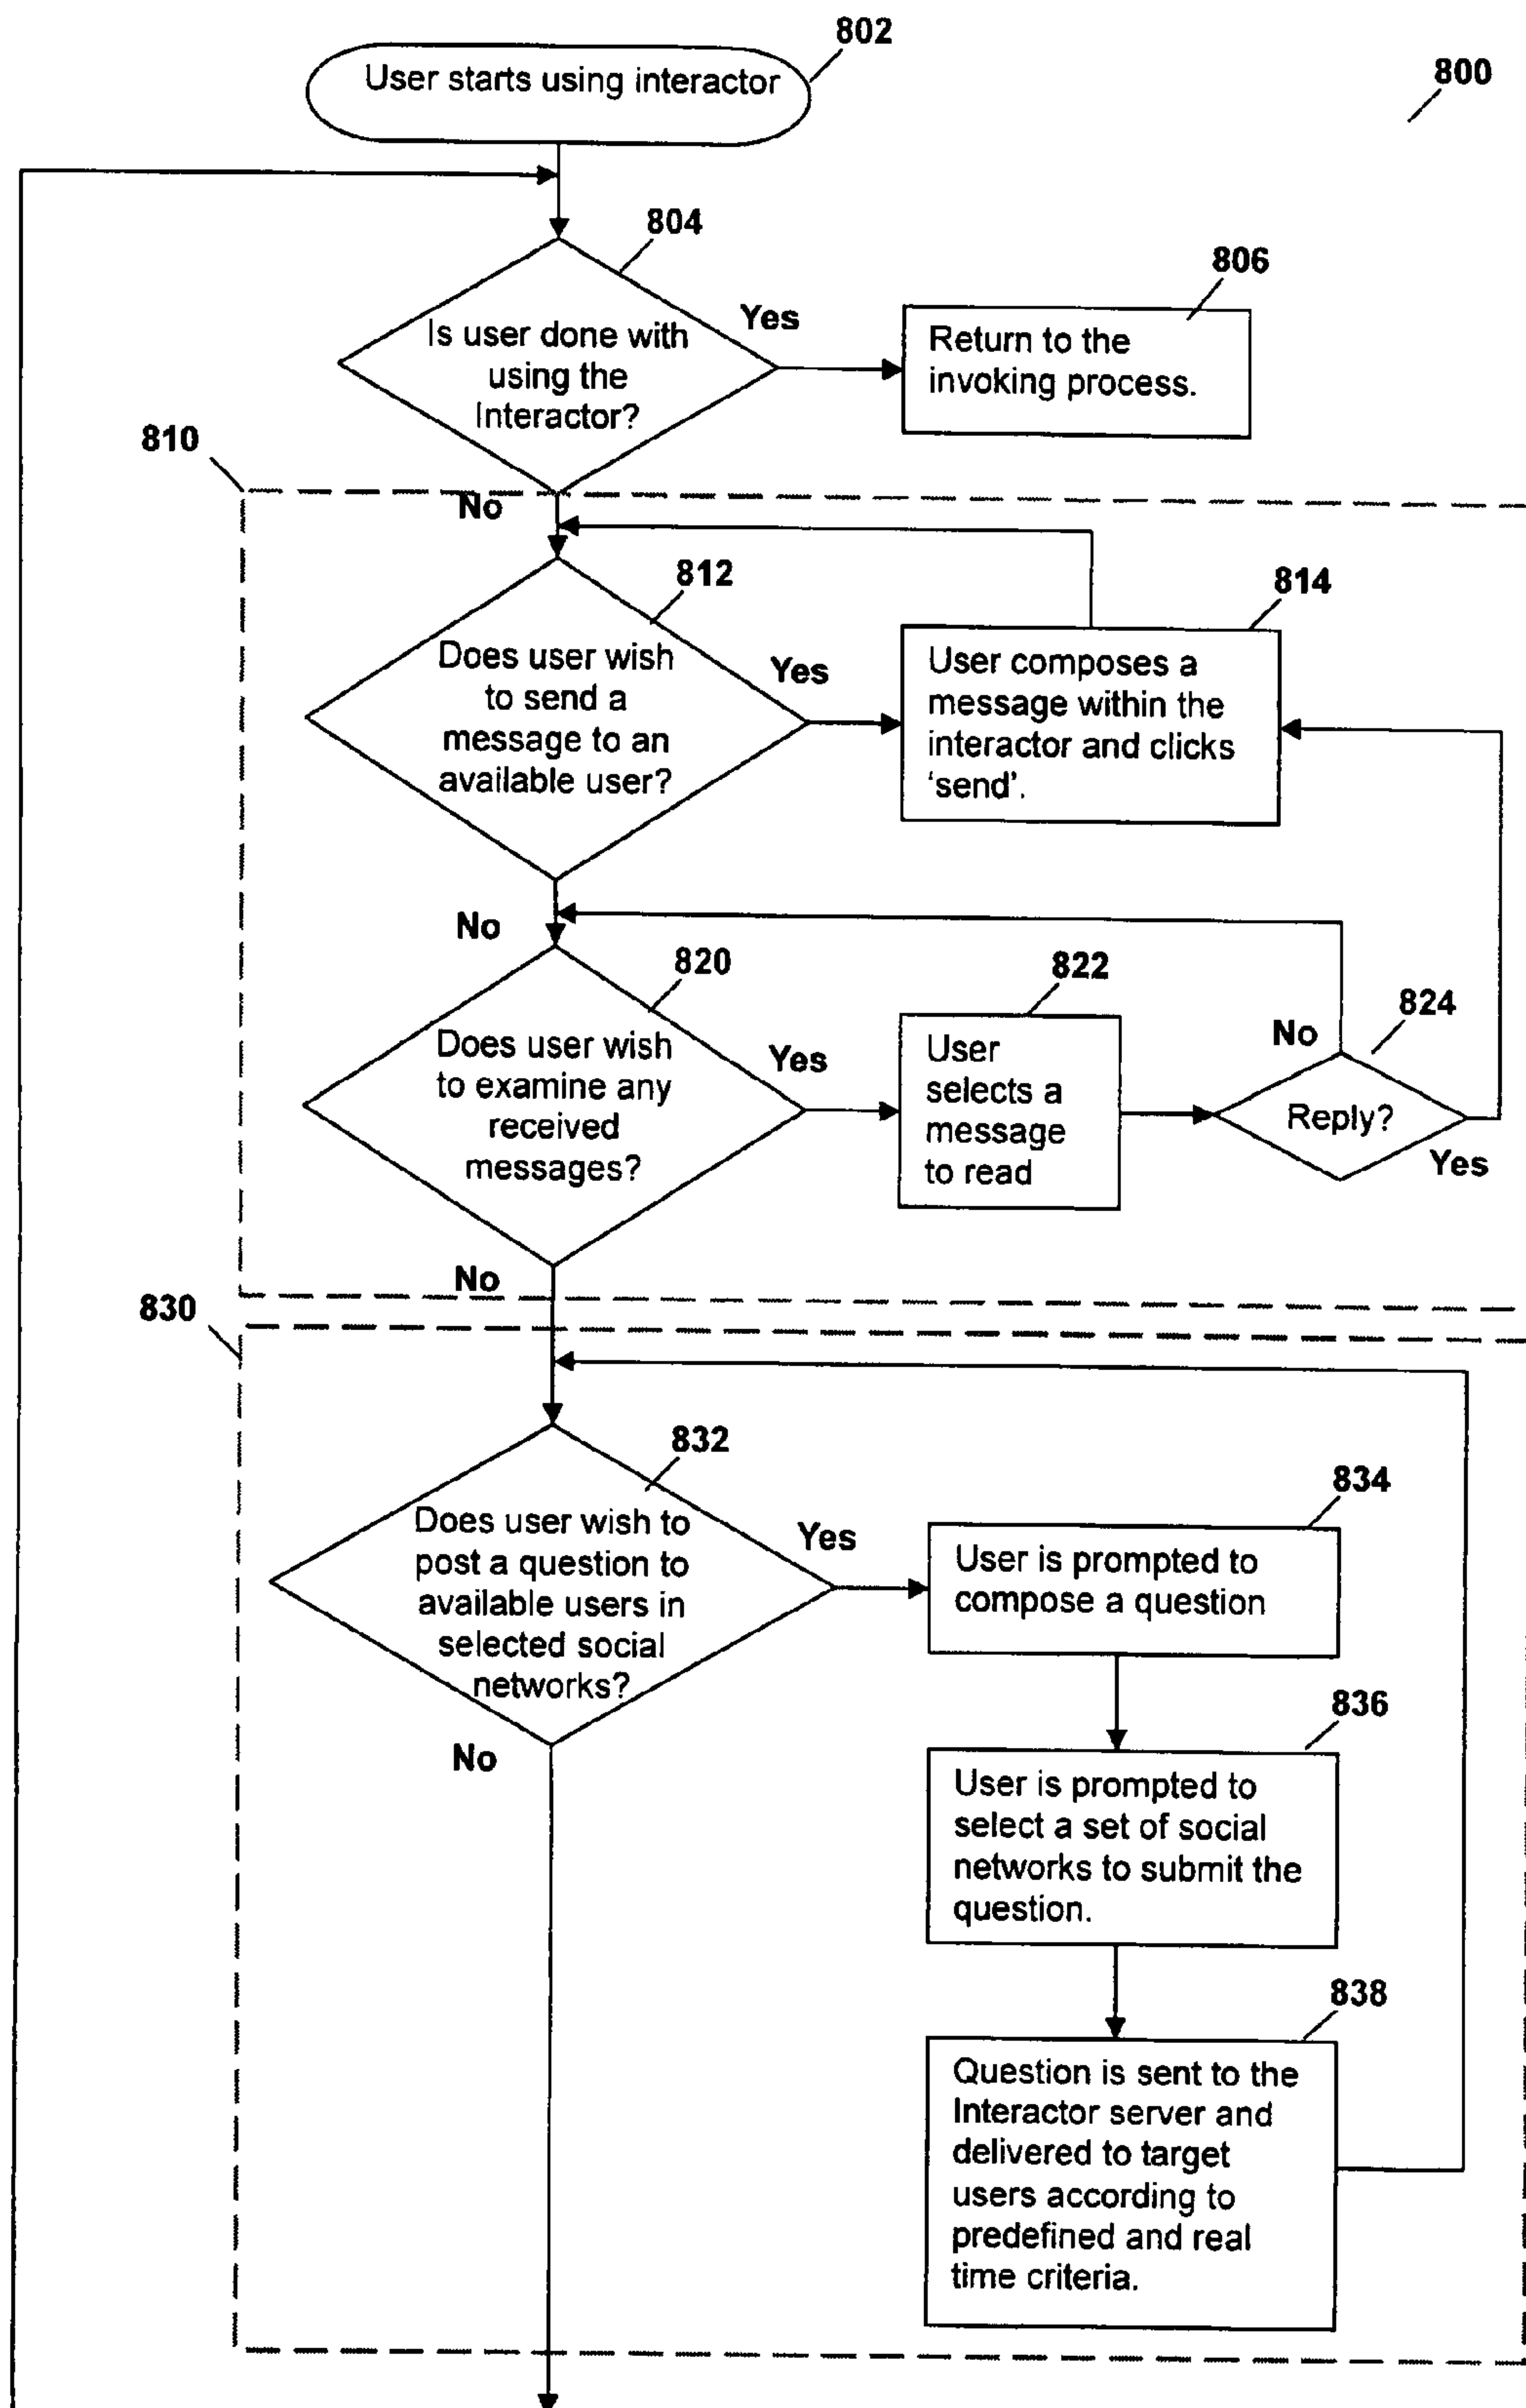 802
User starts using interactor
800
804
Is user done with
using the
Interactor?
Yes
806
Return to the
invoking process.
810
No
812
Does user wish
to send a
message to an
available user?
Yes
814
User composes a
message within the
interactor and clicks
‘send’.
No
820
Does user wish
to examine any
received
messages?
Yes
822
User
selects a
message
to read
824
No
Reply?
Yes
No
830
832
Does user wish to
post a question to
available users in
selected social
networks?
Yes
834
User is prompted to
compose a question
No
836
User is prompted to
select a set of social
networks to submit the
question.
838
Question is sent to the
Interactor server and
delivered to target
users according to
predefined and real
time criteria.